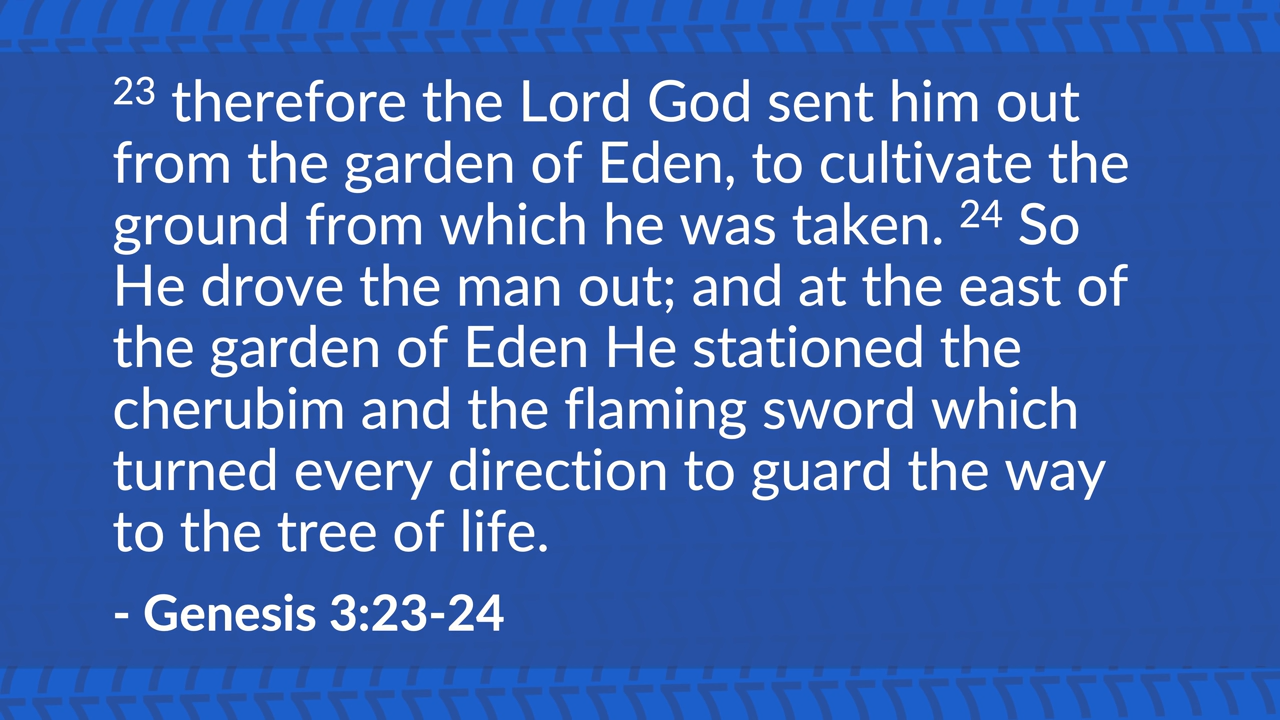 23 therefore the Lord God sent him out
from the garden of Eden, to cultivate the
ground from which he was taken. 24 So
He drove the man out; and at the east of
the garden of Eden He stationed the
cherubim and the flaming sword which
turned every direction to guard the way
to the tree of life.
- Genesis 3:23-24